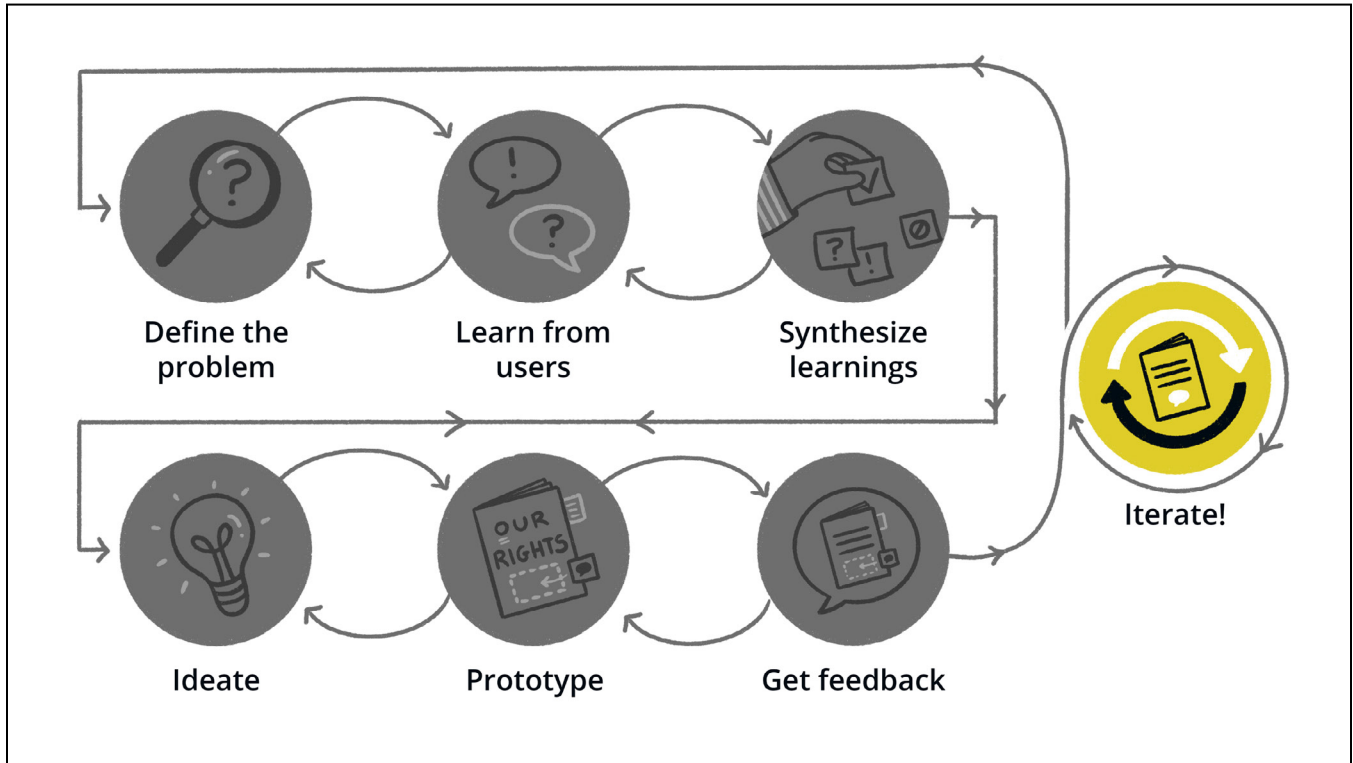 ?
!
?
?
!
Define the
problem
Learn from
users
Synthesize
learnings
OUR
RIGHTS
Iterate!
Ideate
Prototype
Get feedback